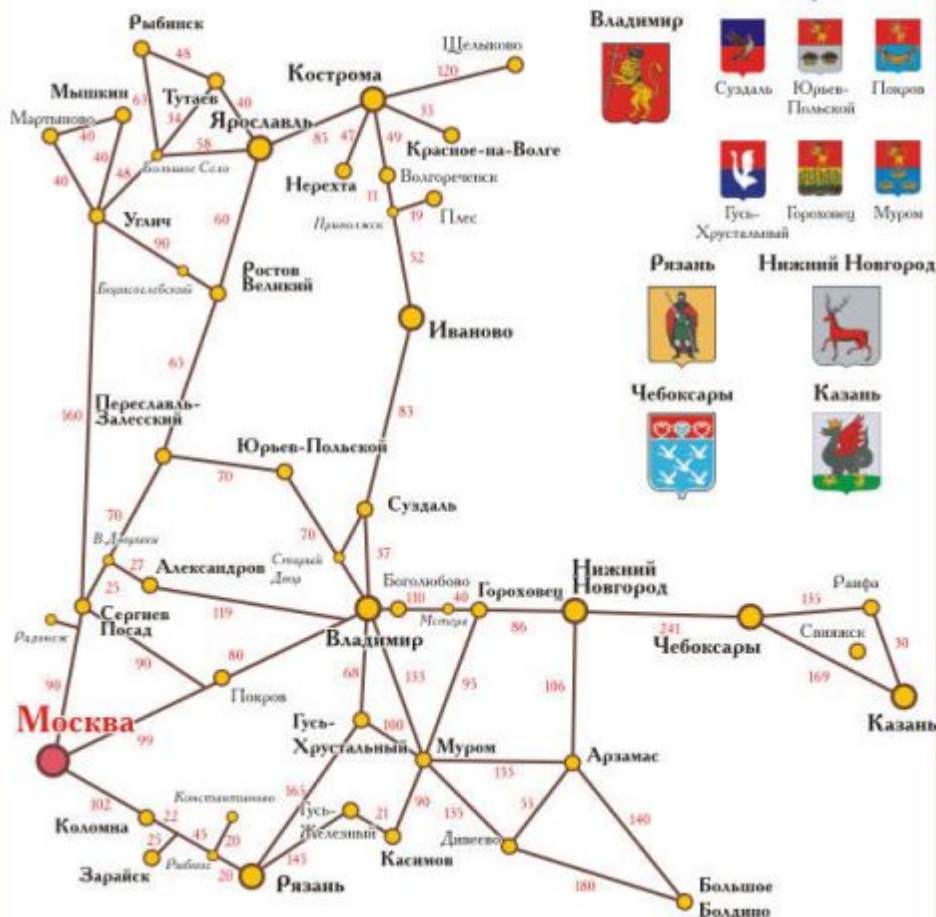 Рыбинск
48
Мышкин
63
Тутаев
40
Мартыново
40
34
Ярославль
58
40
48
Большое Село
40
Углич
90
Борисоглебский
60
Ростов
Великий
63
160
Щелыково
120
Кострома
85
47
49
35
Красное-на-Волге
Нерехта
Волгореченск
11
19
Плес
Приволжск
52
Иваново
83
Переславль-
Залесский
Юрьев-Польской
70
70
70
Суздаль
В.Дворики
27
Александров
Старый
Двор
37
25
119
Боголюбово
110
40
Мстера
Гороховец
Нижний
Новгород
Сергиев
Посад
Радонеж
90
90
80
Покров
99
Москва
Владимир
86
241
Чебоксары
135
Раифа
Свияжск
30
169
Казань
68
133
95
106
Гусь-
Хрустальный
100
Муром
135
Арзамас
102
Коломна
22
Константиново
165
Гусь-
Железный
21
90
135
Дивеево
55
140
25
Зарайск
45
20
Рыбное
20
Рязань
145
Касимов
180
Большое
Болдино
Владимир
Суздаль
Юрьев-
Польской
Покров
Гусь-
Хрустальный
Гороховец
Муром
Рязань
Нижний Новгород
Чебоксары
Казань